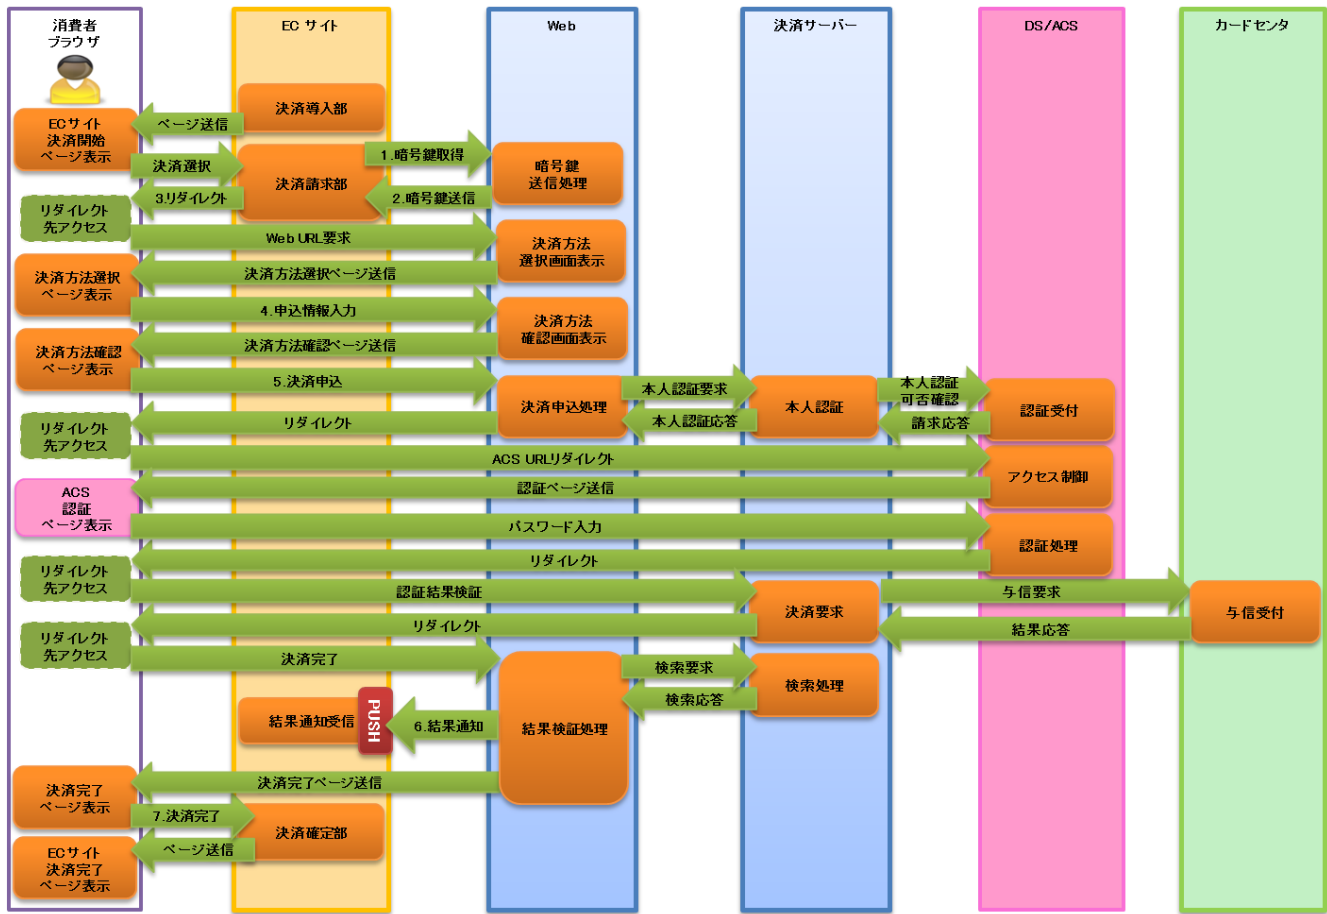 消費者
ブラウザ
ECサイト
Web
決済サーバー
DS/ACS
カードセンタ
決済導入部
ページ送信
ECサイト
決済開始
ページ表示
決済選択
決済請求部
1.暗号鍵取得
暗号鍵
送信処理
2.暗号鍵送信
3.リダイレクト
リダイレクト
先アクセス
Web URL要求
決済方法
選択画面表示
決済方法選択ページ送信
決済方法選択
ページ表示
4.申込情報入力
決済方法
確認画面表示
決済方法確認ページ送信
決済方法確認
ページ表示
5.決済申込
決済申込処理
本人認証要求
本人認証
本人認証
可否確認
認証受付
請求応答
本人認証応答
リダイレクト
リダイレクト
先アクセス
ACS URLリダイレクト
アクセス制御
認証ページ送信
ACS
認証
ページ表示
パスワード入力
認証処理
リダイレクト
リダイレクト
先アクセス
認証結果検証
決済要求
与信要求
与信受付
結果応答
リダイレクト
リダイレクト
先アクセス
決済完了
結果検証処理
検索要求
検索処理
検索応答
6.結果通知
PUSH
結果通知受信
決済完了ページ送信
決済完了
ページ表示
7.決済完了
決済確定部
ページ送信
ECサイト
決済完了
ページ表示